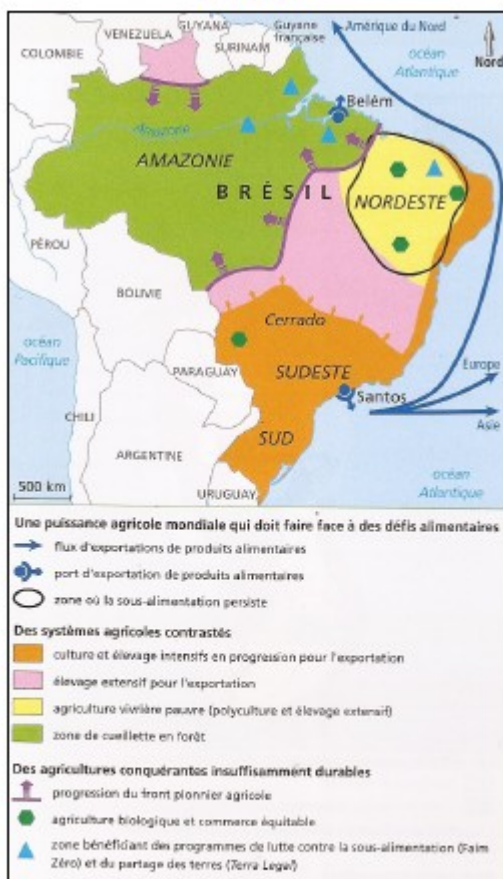 Guyane
française
Amérique du Nord
VENEZUELA
GUYANA
SURINAM
COLOMBIE
océan
Atlantique
Nord
Belém
Amazone
AMAZONIE
BRÉSIL
NORDESTE
PÉROU
BOLIVIE
océan
Pacifique
Cerrado
PARAGUAY
SUDESTE
Europe
Santos
Asie
CHILI
SUD
ARGENTINE
océan
Atlantique
500 km
URUGUAY
Une puissance agricole mondiale qui doit faire face à des défis alimentaires
flux d'exportations de produits alimentaires
port d'exportation de produits alimentaires
zone où la sous-alimentation persiste
Des systèmes agricoles contrastés
culture et élevage intensifs en progression pour l'exportation
élevage extensif pour l'exportation
agriculture vivrière pauvre (polyculture et élevage extensif)
zone de cueillette en forêt
Des agricultures conquérantes insuffisamment durables
progression du front pionnier agricole
agriculture biologique et commerce équitable
zone bénéficiant des programmes de lutte contre la sous-alimentation (Faim
Zéro) et du partage des terres (Terra Legal)